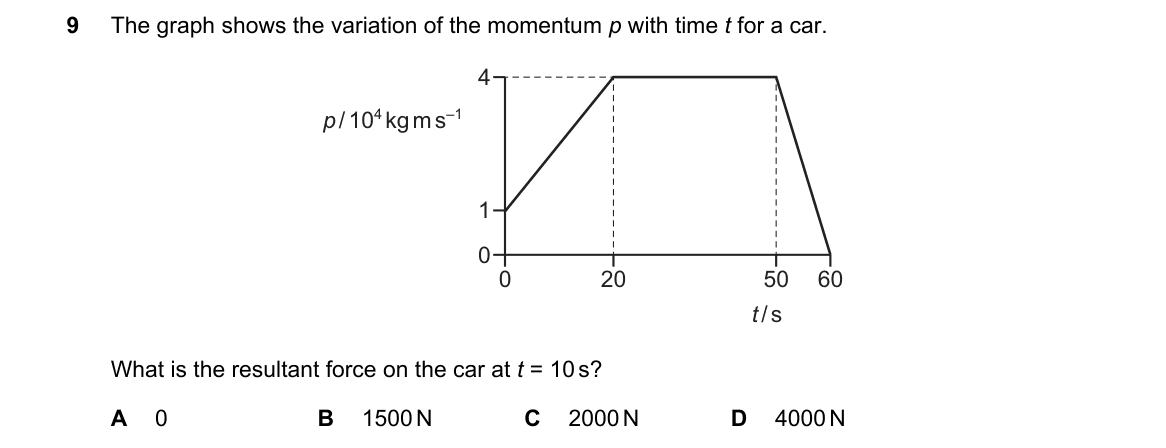 9 The graph shows the variation of the momentum p with time t for a car.
4
p/10⁴ kg m s⁻¹
1
0
0 20 50 60
t/s
What is the resultant force on the car at t = 10 s?
A 0 B 1500 N C 2000 N D 4000 N